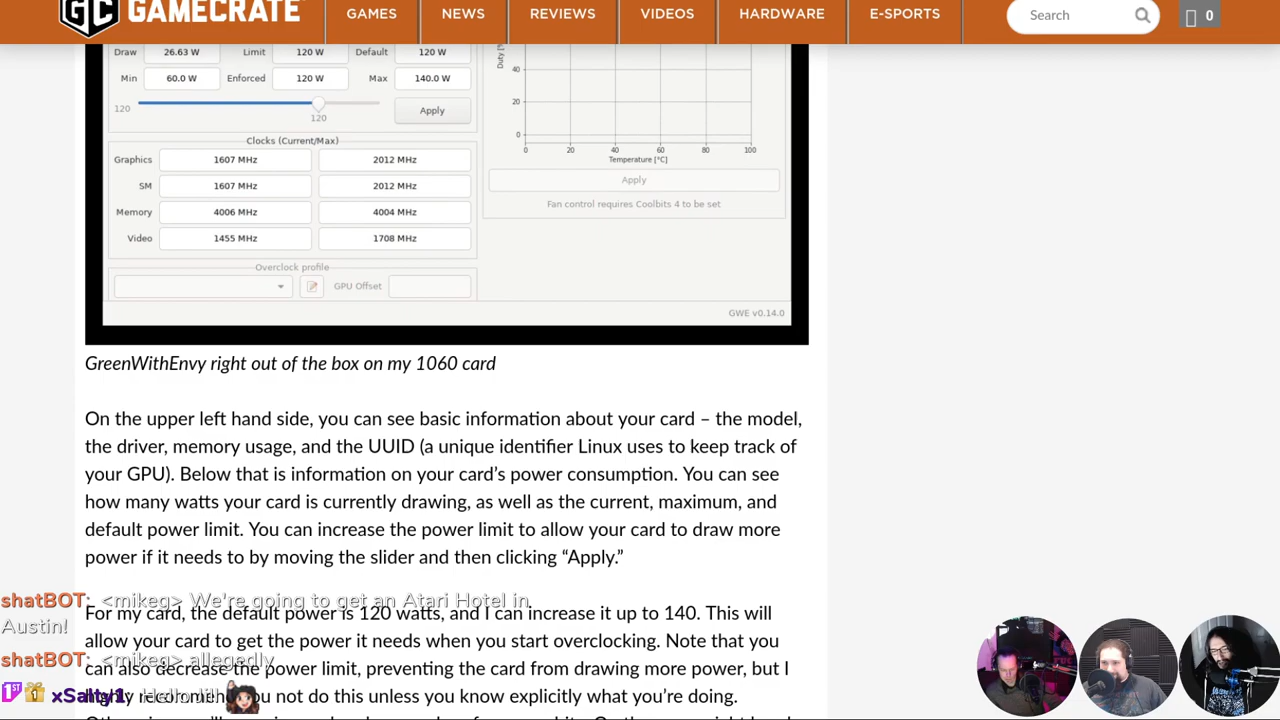 GC GAMECRATE GAMES NEWS REVIEWS VIDEOS HARDWARE E-SPORTS Search 0
Draw 26.63 W Limit 120 W Default 120 W
Min 60.0 W Enforced 120 W Max 140.0 W
120 120 Apply
Clocks (Current/Max)
Graphics 1607 MHz 2012 MHz
SM 1607 MHz 2012 MHz
Memory 4006 MHz 4004 MHz
Video 1455 MHz 1708 MHz
Overclock profile
GPU Offset
Duty [%]
40
20
0
0 20 40 60 80 100
Temperature [°C]
Apply
Fan control requires Coolbits 4 to be set
GWE v0.14.0
GreenWithEnvy right out of the box on my 1060 card
On the upper left hand side, you can see basic information about your card – the model,
the driver, memory usage, and the UUID (a unique identifier Linux uses to keep track of
your GPU). Below that is information on your card’s power consumption. You can see
how many watts your card is currently drawing, as well as the current, maximum, and
default power limit. You can increase the power limit to allow your card to draw more
power if it needs to by moving the slider and then clicking “Apply.”
For my card, the default power is 120 watts, and I can increase it up to 140. This will
allow your card to get the power it needs when you start overclocking. Note that you
can also decrease the power limit, preventing the card from drawing more power, but I
you not do this unless you know explicitly what you’re doing.
shatBOT: <mikeg> We're going to get an Atari Hotel in
Austin!
shatBOT: <mikeg> allegedly
1ST xSalty1